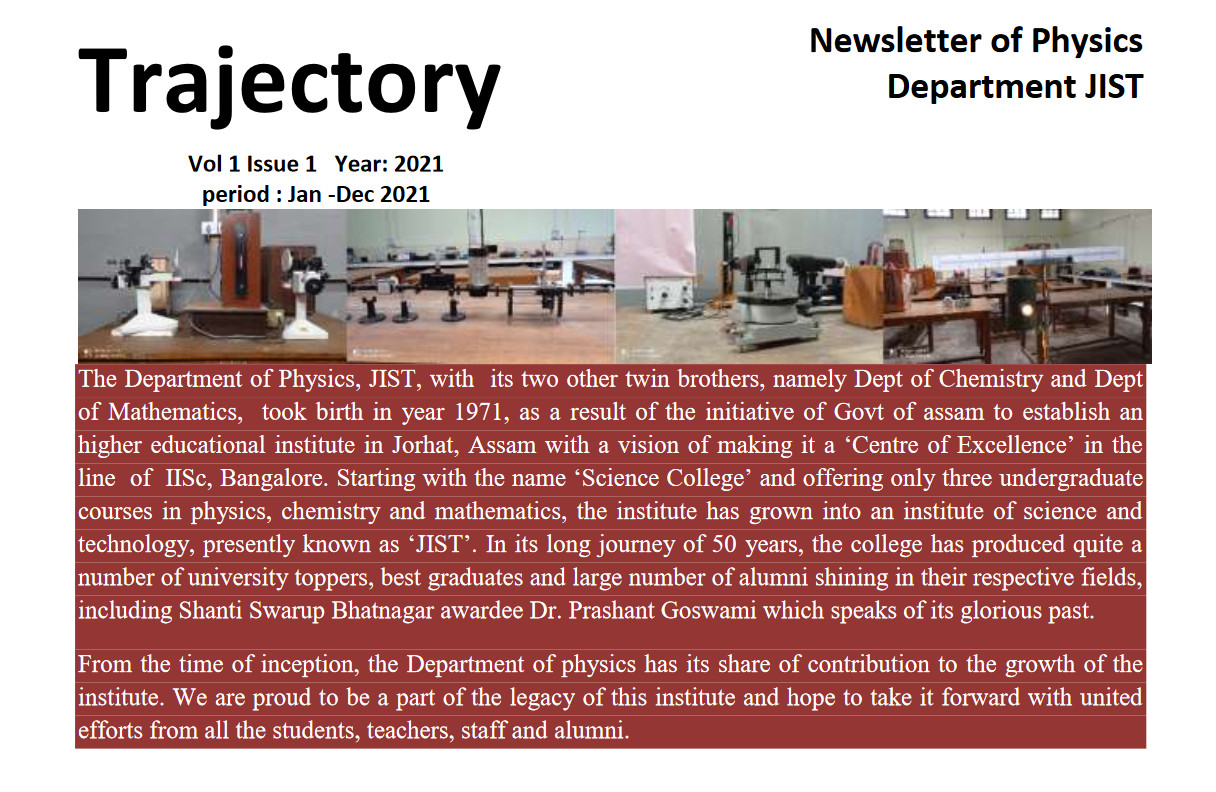 Trajectory
Newsletter of Physics
Department JIST
Vol 1 Issue 1 Year: 2021
period : Jan -Dec 2021
The Department of Physics, JIST, with its two other twin brothers, namely Dept of Chemistry and Dept
of Mathematics, took birth in year 1971, as a result of the initiative of Govt of assam to establish an
higher educational institute in Jorhat, Assam with a vision of making it a ‘Centre of Excellence’ in the
line of IISc, Bangalore. Starting with the name ‘Science College’ and offering only three undergraduate
courses in physics, chemistry and mathematics, the institute has grown into an institute of science and
technology, presently known as ‘JIST’. In its long journey of 50 years, the college has produced quite a
number of university toppers, best graduates and large number of alumni shining in their respective fields,
including Shanti Swarup Bhatnagar awardee Dr. Prashant Goswami which speaks of its glorious past.
From the time of inception, the Department of physics has its share of contribution to the growth of the
institute. We are proud to be a part of the legacy of this institute and hope to take it forward with united
efforts from all the students, teachers, staff and alumni.